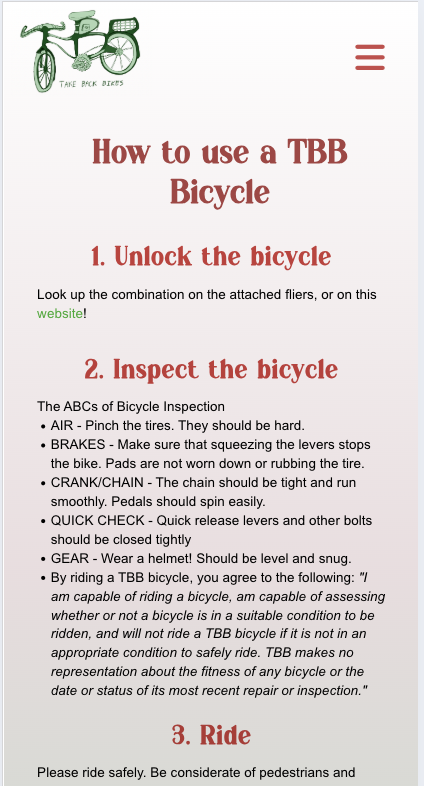 TAKE BACK BIKES
How to use a TBB
Bicycle
1. Unlock the bicycle
Look up the combination on the attached fliers, or on this
website!
2. Inspect the bicycle
The ABCs of Bicycle Inspection
• AIR - Pinch the tires. They should be hard.
• BRAKES - Make sure that squeezing the levers stops
the bike. Pads are not worn down or rubbing the tire.
• CRANK/CHAIN - The chain should be tight and run
smoothly. Pedals should spin easily.
• QUICK CHECK - Quick release levers and other bolts
should be closed tightly
• GEAR - Wear a helmet! Should be level and snug.
• By riding a TBB bicycle, you agree to the following: "I
am capable of riding a bicycle, am capable of assessing
whether or not a bicycle is in a suitable condition to be
ridden, and will not ride a TBB bicycle if it is not in an
appropriate condition to safely ride. TBB makes no
representation about the fitness of any bicycle or the
date or status of its most recent repair or inspection."
3. Ride
Please ride safely. Be considerate of pedestrians and